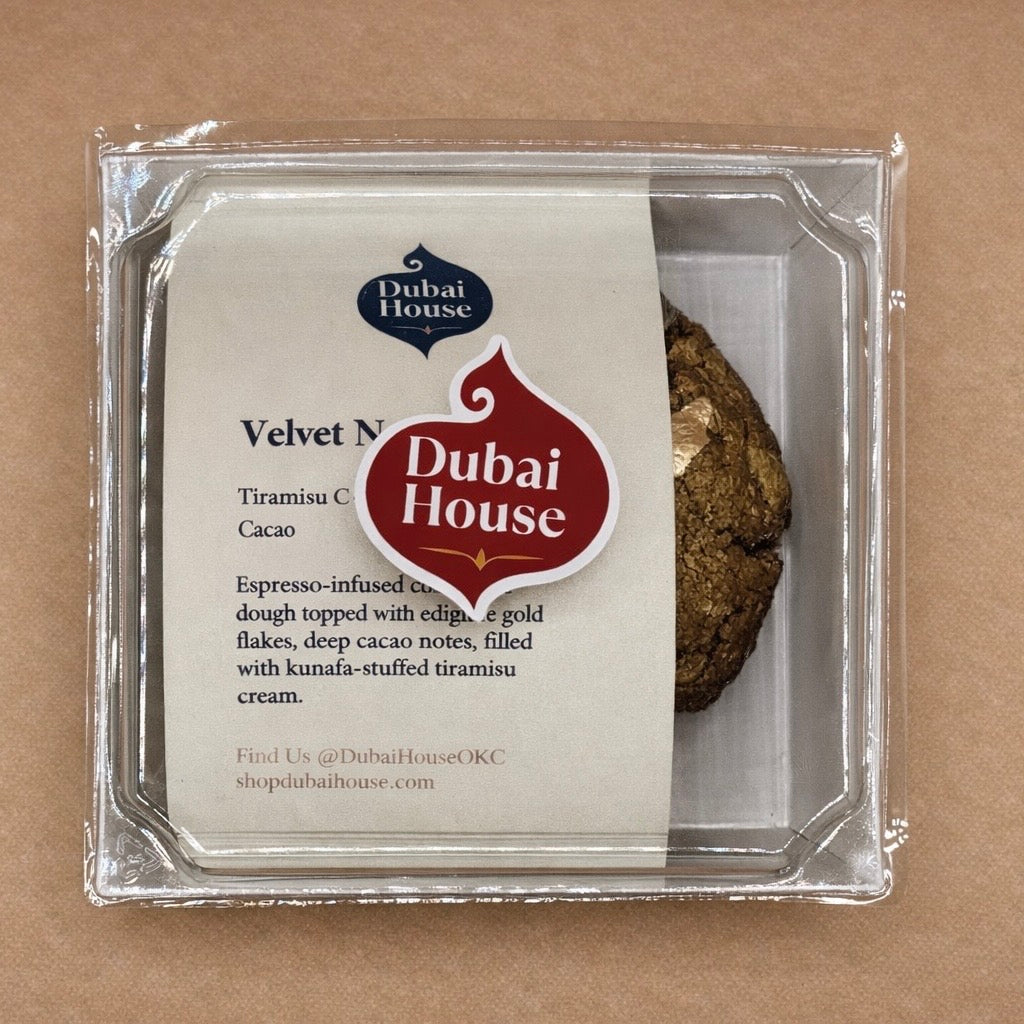 Dubai
House
Velvet N
Dubai
House
Tiramisu C
Cacao
Espresso-infused
dough topped with gold
flakes, deep cacao notes, filled
with kunafa-stuffed tiramisu
cream.
Find Us @DubaiHouseOKC
shopdubaihouse.com